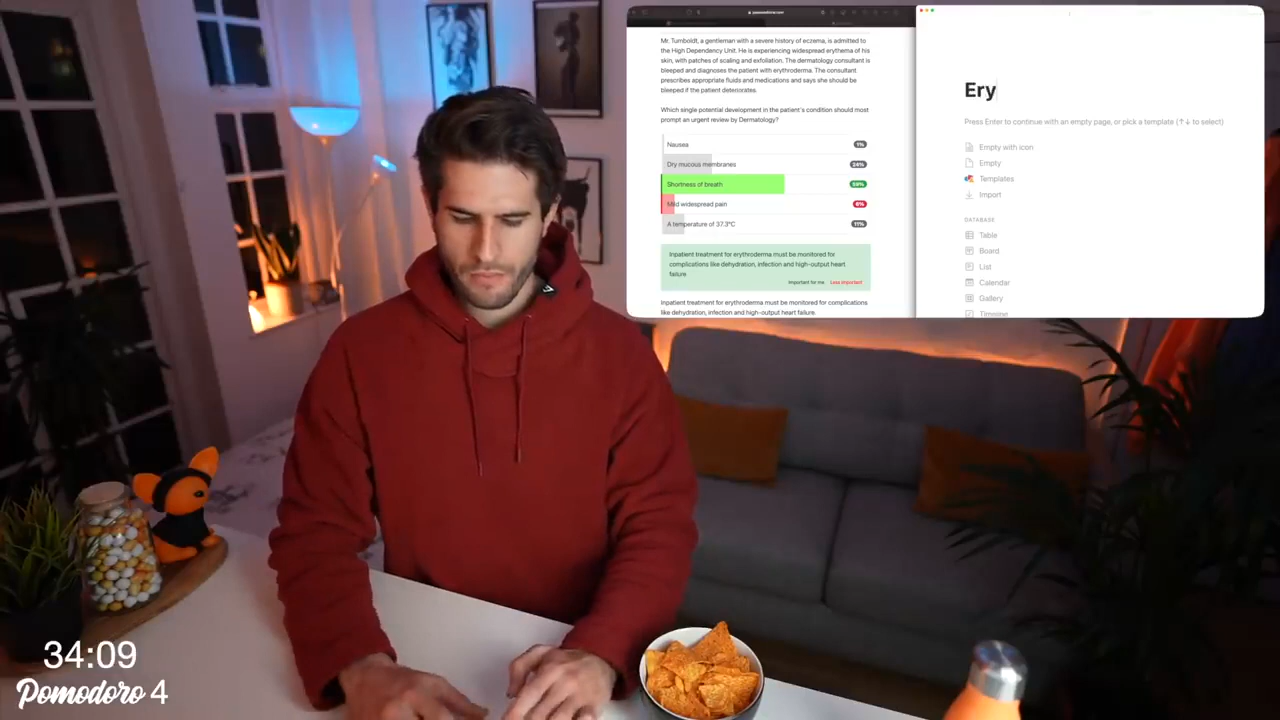 passmedicine.com
Mr. Tumboldt, a gentleman with a severe history of eczema, is admitted to
the High Dependency Unit. He is experiencing widespread erythema of his
skin, with patches of scaling and exfoliation. The dermatology consultant is
bleeped and diagnoses the patient with erythroderma. The consultant
prescribes appropriate fluids and medications and says she should be
bleeped if the patient deteriorates.
Which single potential development in the patient's condition should most
prompt an urgent review by Dermatology?
Nausea 1%
Dry mucous membranes 24%
Shortness of breath 59%
Mild widespread pain 6%
A temperature of 37.3°C 11%
Inpatient treatment for erythroderma must be monitored for
complications like dehydration, infection and high-output heart
failure
Important for me Less important
Inpatient treatment for erythroderma must be monitored for complications
like dehydration, infection and high-output heart failure.
Ery
Press Enter to continue with an empty page, or pick a template (↑↓ to select)
Empty with icon
Empty
Templates
Import
DATABASE
Table
Board
List
Calendar
Gallery
Timeline
34:09
Pomodoro 4